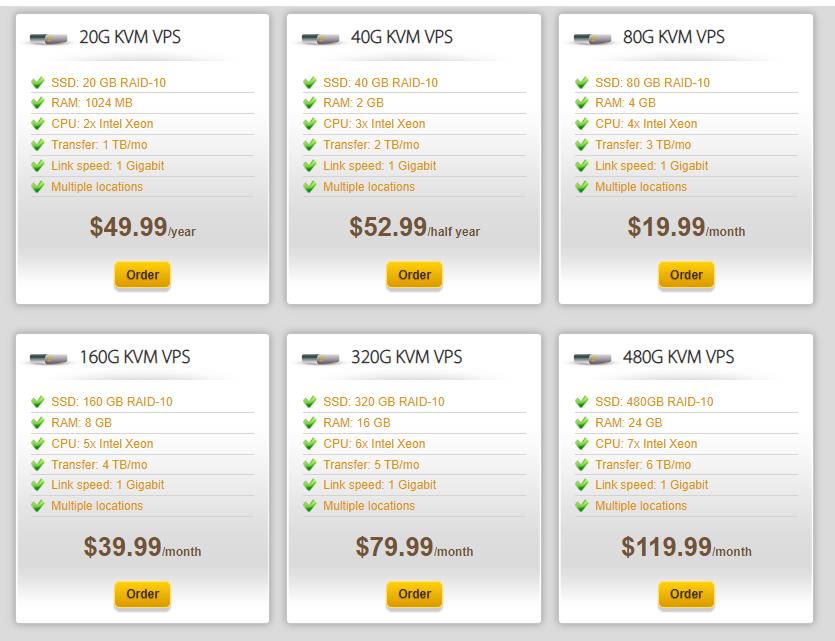 20G KVM VPS
SSD: 20 GB RAID-10
RAM: 1024 MB
CPU: 2x Intel Xeon
Transfer: 1 TB/mo
Link speed: 1 Gigabit
Multiple locations
$49.99/year
Order
40G KVM VPS
SSD: 40 GB RAID-10
RAM: 2 GB
CPU: 3x Intel Xeon
Transfer: 2 TB/mo
Link speed: 1 Gigabit
Multiple locations
$52.99/half year
Order
80G KVM VPS
SSD: 80 GB RAID-10
RAM: 4 GB
CPU: 4x Intel Xeon
Transfer: 3 TB/mo
Link speed: 1 Gigabit
Multiple locations
$19.99/month
Order
160G KVM VPS
SSD: 160 GB RAID-10
RAM: 8 GB
CPU: 5x Intel Xeon
Transfer: 4 TB/mo
Link speed: 1 Gigabit
Multiple locations
$39.99/month
Order
320G KVM VPS
SSD: 320 GB RAID-10
RAM: 16 GB
CPU: 6x Intel Xeon
Transfer: 5 TB/mo
Link speed: 1 Gigabit
Multiple locations
$79.99/month
Order
480G KVM VPS
SSD: 480GB RAID-10
RAM: 24 GB
CPU: 7x Intel Xeon
Transfer: 6 TB/mo
Link speed: 1 Gigabit
Multiple locations
$119.99/month
Order